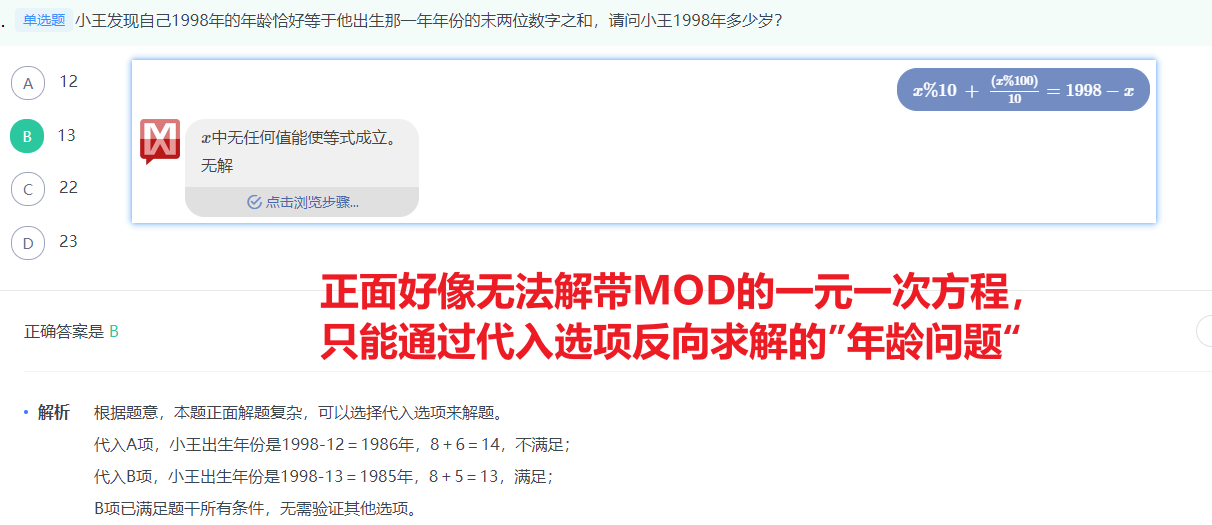 . 单选题 小王发现自己1998年的年龄恰好等于他出生那一年年份的末两位数字之和，请问小王1998年多少岁？
A 12
B 13
C 22
D 23
x%10 + (x%100)/10 = 1998 − x
x中无任何值能使等式成立。
无解
点击浏览步骤...
正面好像无法解带MOD的一元一次方程，
只能通过代入选项反向求解的”年龄问题“
正确答案是 B
解析 根据题意，本题正面解题复杂，可以选择代入选项来解题。
代入A项，小王出生年份是1998-12＝1986年，8＋6＝14，不满足；
代入B项，小王出生年份是1998-13＝1985年，8＋5＝13，满足；
B项已满足题干所有条件，无需验证其他选项。